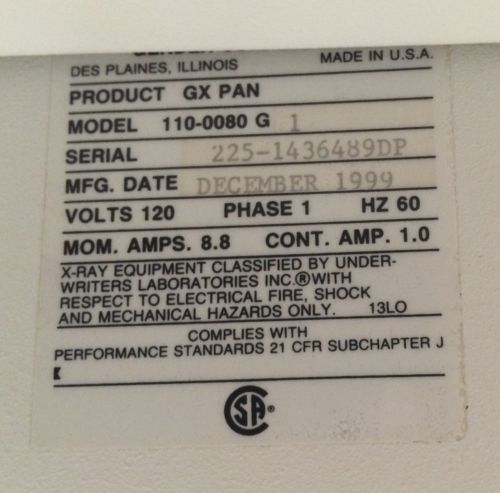 DES PLAINES, ILLINOIS MADE IN U.S.A.
PRODUCT GX PAN
MODEL 110-0080 G 1
SERIAL 225-1436489DP
MFG. DATE DECEMBER 1999
VOLTS 120 PHASE 1 HZ 60
MOM. AMPS. 8.8 CONT. AMP. 1.0
X-RAY EQUIPMENT CLASSIFIED BY UNDER-
WRITERS LABORATORIES INC.® WITH
RESPECT TO ELECTRICAL FIRE, SHOCK
AND MECHANICAL HAZARDS ONLY. 13LO
COMPLIES WITH
PERFORMANCE STANDARDS 21 CFR SUBCHAPTER J
SA®